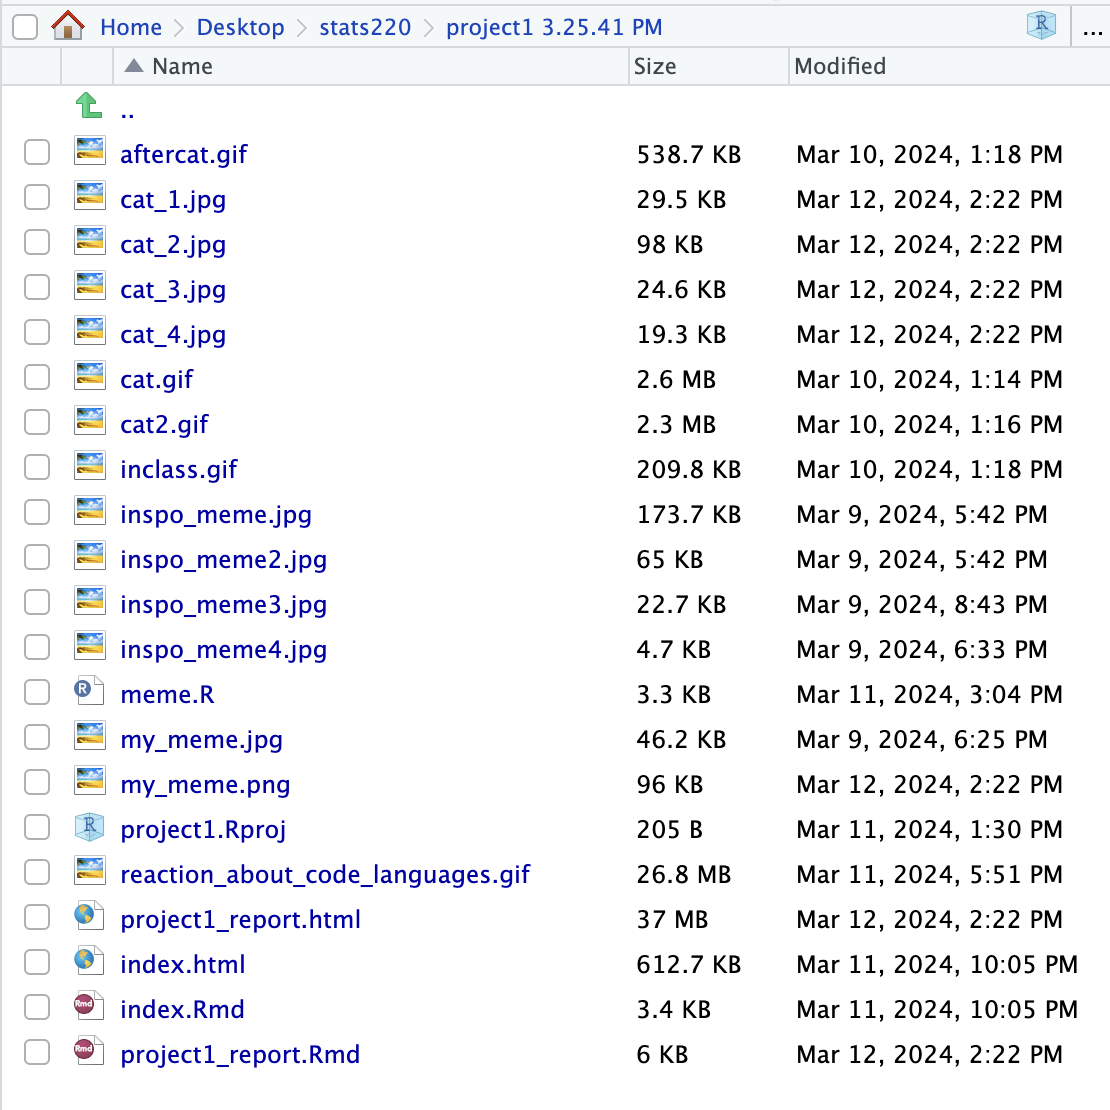 Home Desktop stats220 project1 3.25.41 PM R ...
Name Size Modified
..
aftercat.gif 538.7 KB Mar 10, 2024, 1:18 PM
cat_1.jpg 29.5 KB Mar 12, 2024, 2:22 PM
cat_2.jpg 98 KB Mar 12, 2024, 2:22 PM
cat_3.jpg 24.6 KB Mar 12, 2024, 2:22 PM
cat_4.jpg 19.3 KB Mar 12, 2024, 2:22 PM
cat.gif 2.6 MB Mar 10, 2024, 1:14 PM
cat2.gif 2.3 MB Mar 10, 2024, 1:16 PM
inclass.gif 209.8 KB Mar 10, 2024, 1:18 PM
inspo_meme.jpg 173.7 KB Mar 9, 2024, 5:42 PM
inspo_meme2.jpg 65 KB Mar 9, 2024, 5:42 PM
inspo_meme3.jpg 22.7 KB Mar 9, 2024, 8:43 PM
inspo_meme4.jpg 4.7 KB Mar 9, 2024, 6:33 PM
R meme.R 3.3 KB Mar 11, 2024, 3:04 PM
my_meme.jpg 46.2 KB Mar 9, 2024, 6:25 PM
my_meme.png 96 KB Mar 12, 2024, 2:22 PM
R project1.Rproj 205 B Mar 11, 2024, 1:30 PM
reaction_about_code_languages.gif 26.8 MB Mar 11, 2024, 5:51 PM
project1_report.html 37 MB Mar 12, 2024, 2:22 PM
index.html 612.7 KB Mar 11, 2024, 10:05 PM
Rmd index.Rmd 3.4 KB Mar 11, 2024, 10:05 PM
Rmd project1_report.Rmd 6 KB Mar 12, 2024, 2:22 PM